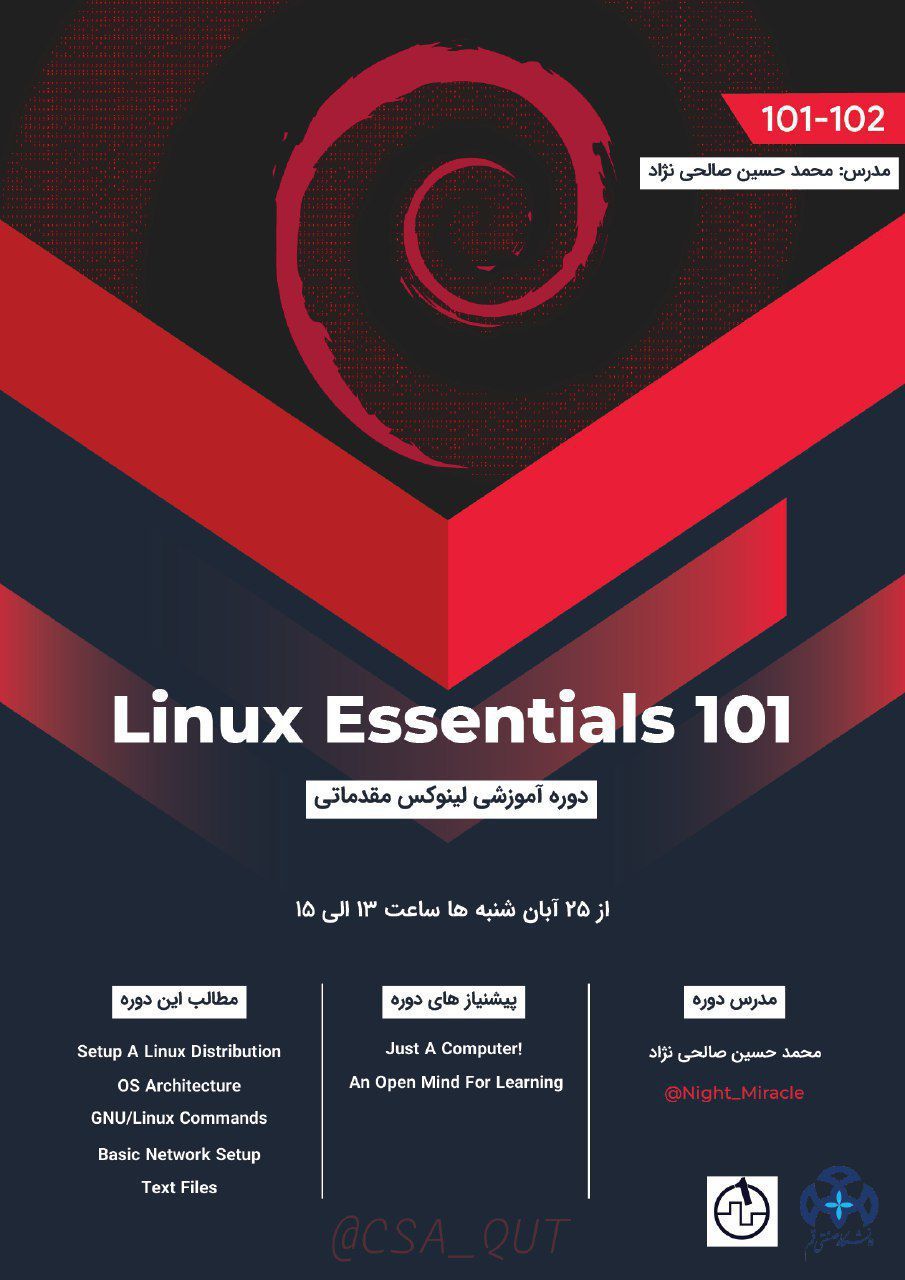 101-102
مدرس: محمد حسین صالحی نژاد
Linux Essentials 101
دوره آموزشی لینوکس مقدماتی
از ۲۵ آبان شنبه ها ساعت ۱۳ الی ۱۵
مدرس دوره
محمد حسین صالحی نژاد
@Night_Miracle
پیشنیاز های دوره
Just A Computer!
An Open Mind For Learning
مطالب این دوره
Setup A Linux Distribution
OS Architecture
GNU/Linux Commands
Basic Network Setup
Text Files
@CSA_QUT
دانشگاه صنعتی قم